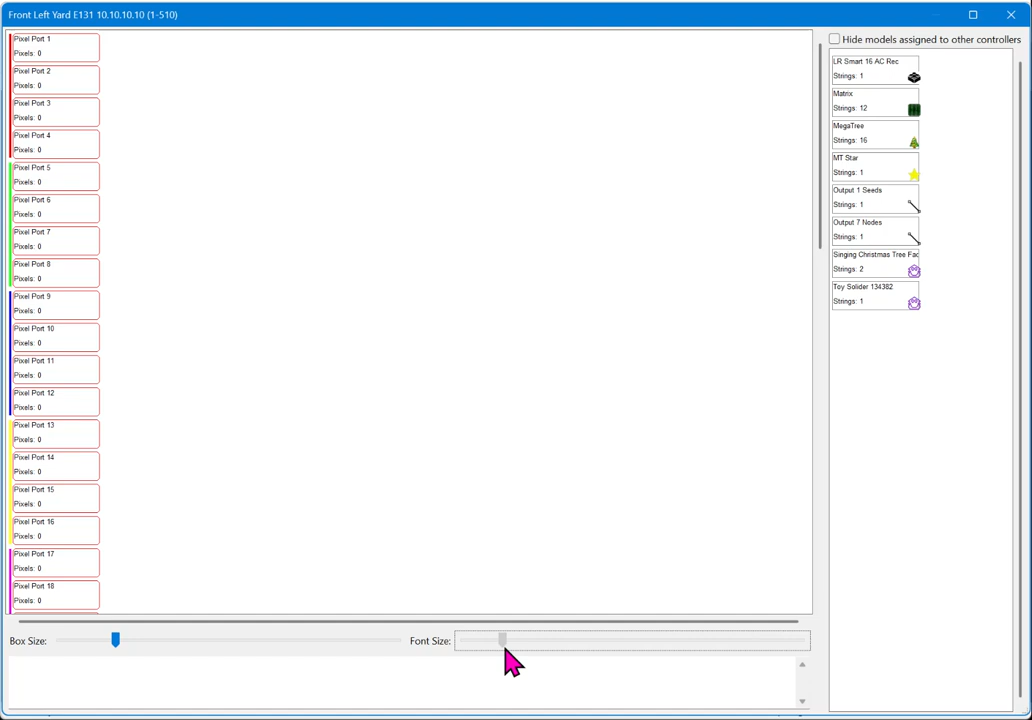 Front Left Yard E131 10.10.10.10 (1-510)
Pixel Port 1
Pixels: 0
Pixel Port 2
Pixels: 0
Pixel Port 3
Pixels: 0
Pixel Port 4
Pixels: 0
Pixel Port 5
Pixels: 0
Pixel Port 6
Pixels: 0
Pixel Port 7
Pixels: 0
Pixel Port 8
Pixels: 0
Pixel Port 9
Pixels: 0
Pixel Port 10
Pixels: 0
Pixel Port 11
Pixels: 0
Pixel Port 12
Pixels: 0
Pixel Port 13
Pixels: 0
Pixel Port 14
Pixels: 0
Pixel Port 15
Pixels: 0
Pixel Port 16
Pixels: 0
Pixel Port 17
Pixels: 0
Pixel Port 18
Pixels: 0
Box Size:
Font Size:
Hide models assigned to other controllers
LR Smart 16 AC Rec
Strings: 1
Matrix
Strings: 12
MegaTree
Strings: 16
MT Star
Strings: 1
Output 1 Seeds
Strings: 1
Output 7 Nodes
Strings: 1
Singing Christmas Tree Fac
Strings: 2
Toy Solider 134382
Strings: 1